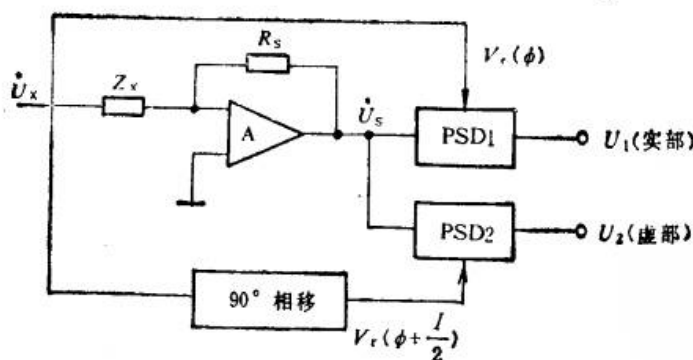 R_s
V_r(φ)
U̇_x
Z_x
A
U̇_s
PSD1
U_1(实部)
PSD2
U_2(虚部)
90° 相移
V_r(φ+I/2)